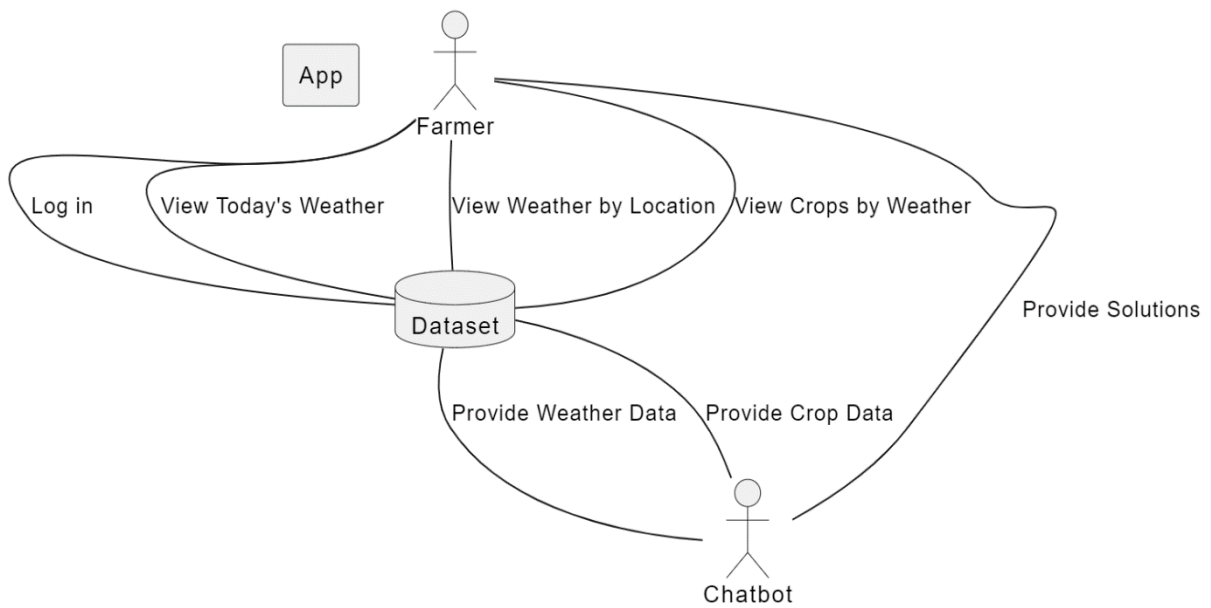 App
Farmer
Log in
View Today's Weather
View Weather by Location
View Crops by Weather
Provide Solutions
Dataset
Provide Weather Data
Provide Crop Data
Chatbot